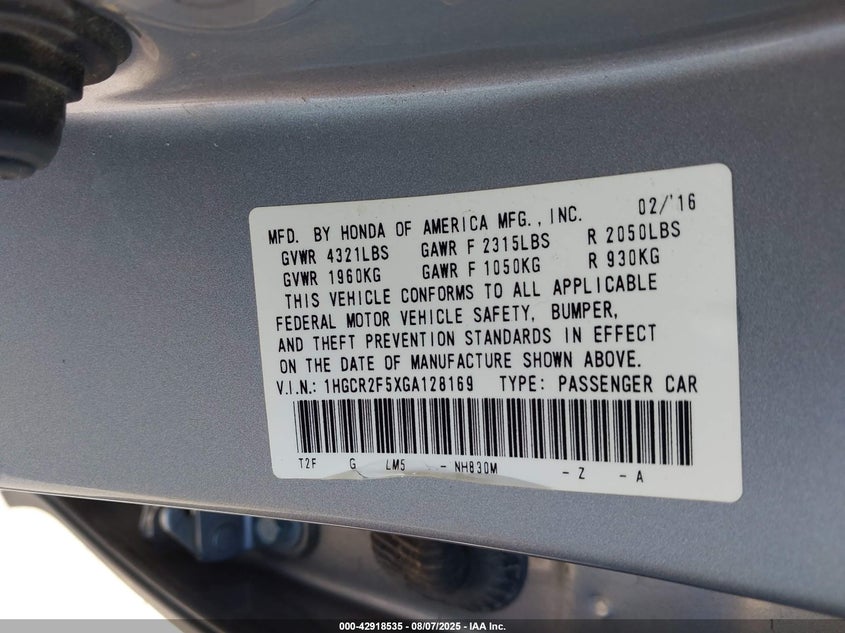 MFD. BY HONDA OF AMERICA MFG., INC. 02/'16
GVWR 4321LBS GAWR F 2315LBS R 2050LBS
GVWR 1960KG GAWR F 1050KG R 930KG
THIS VEHICLE CONFORMS TO ALL APPLICABLE
FEDERAL MOTOR VEHICLE SAFETY, BUMPER,
AND THEFT PREVENTION STANDARDS IN EFFECT
ON THE DATE OF MANUFACTURE SHOWN ABOVE.
V.I.N.: 1HGCR2F5XGA128169 TYPE: PASSENGER CAR
T2F G LM5 - NH830M - Z - A
000-42918535 — 08/07/2025 — IAA Inc.